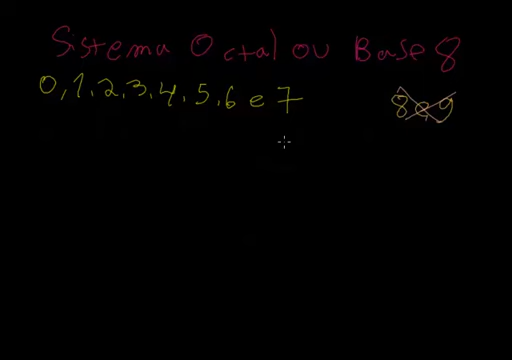 Sistema Octal ou Base 8
0, 1, 2, 3, 4, 5, 6 e 7
8 e 9